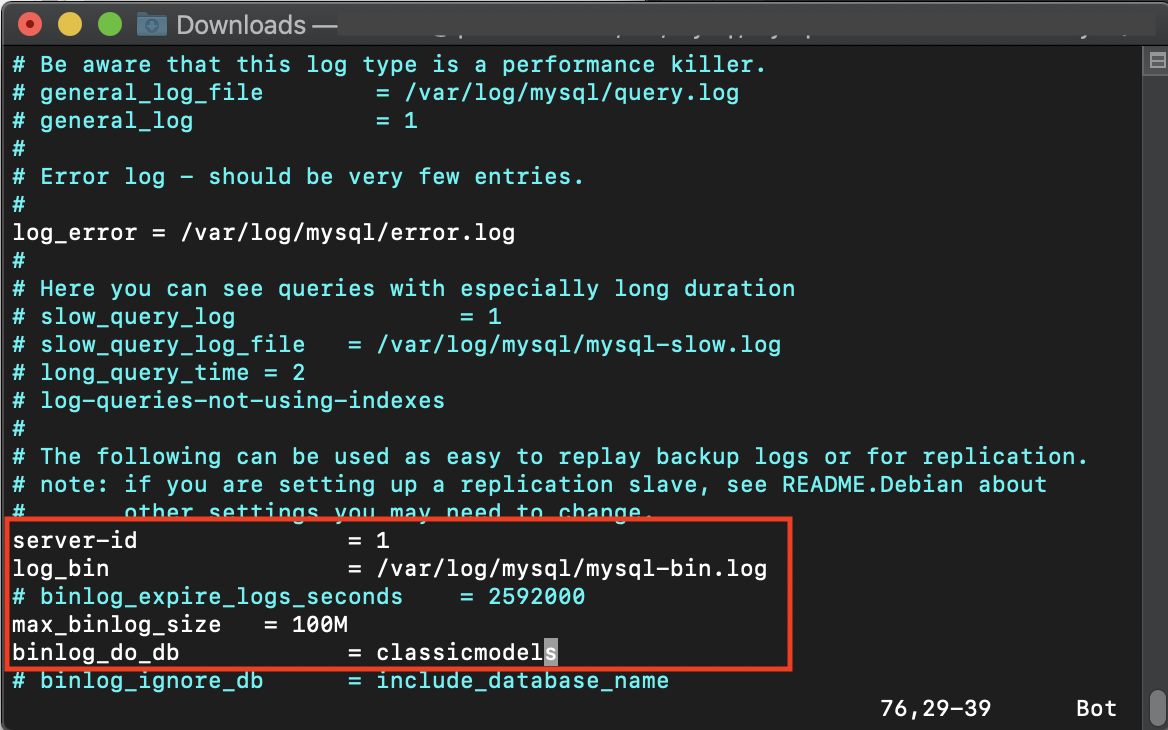 Downloads —
# Be aware that this log type is a performance killer.
# general_log_file        = /var/log/mysql/query.log
# general_log             = 1
#
# Error log - should be very few entries.
#
log_error = /var/log/mysql/error.log
#
# Here you can see queries with especially long duration
# slow_query_log                = 1
# slow_query_log_file   = /var/log/mysql/mysql-slow.log
# long_query_time = 2
# log-queries-not-using-indexes
#
# The following can be used as easy to replay backup logs or for replication.
# note: if you are setting up a replication slave, see README.Debian about
#       other settings you may need to change.
server-id               = 1
log_bin                 = /var/log/mysql/mysql-bin.log
# binlog_expire_logs_seconds    = 2592000
max_binlog_size   = 100M
binlog_do_db            = classicmodels
# binlog_ignore_db      = include_database_name
76,29-39      Bot